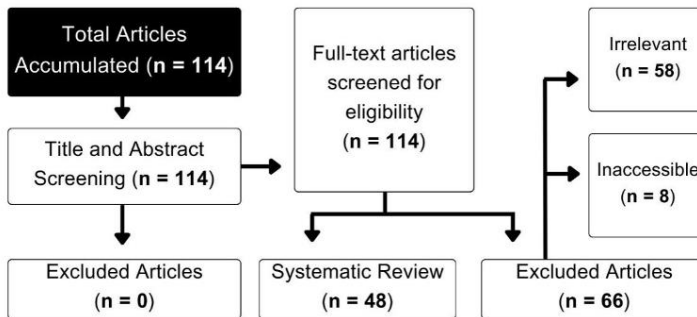 Total Articles
Accumulated (n = 114)
Title and Abstract
Screening (n = 114)
Excluded Articles
(n = 0)
Full-text articles
screened for
eligibility
(n = 114)
Systematic Review
(n = 48)
Excluded Articles
(n = 66)
Irrelevant
(n = 58)
Inaccessible
(n = 8)